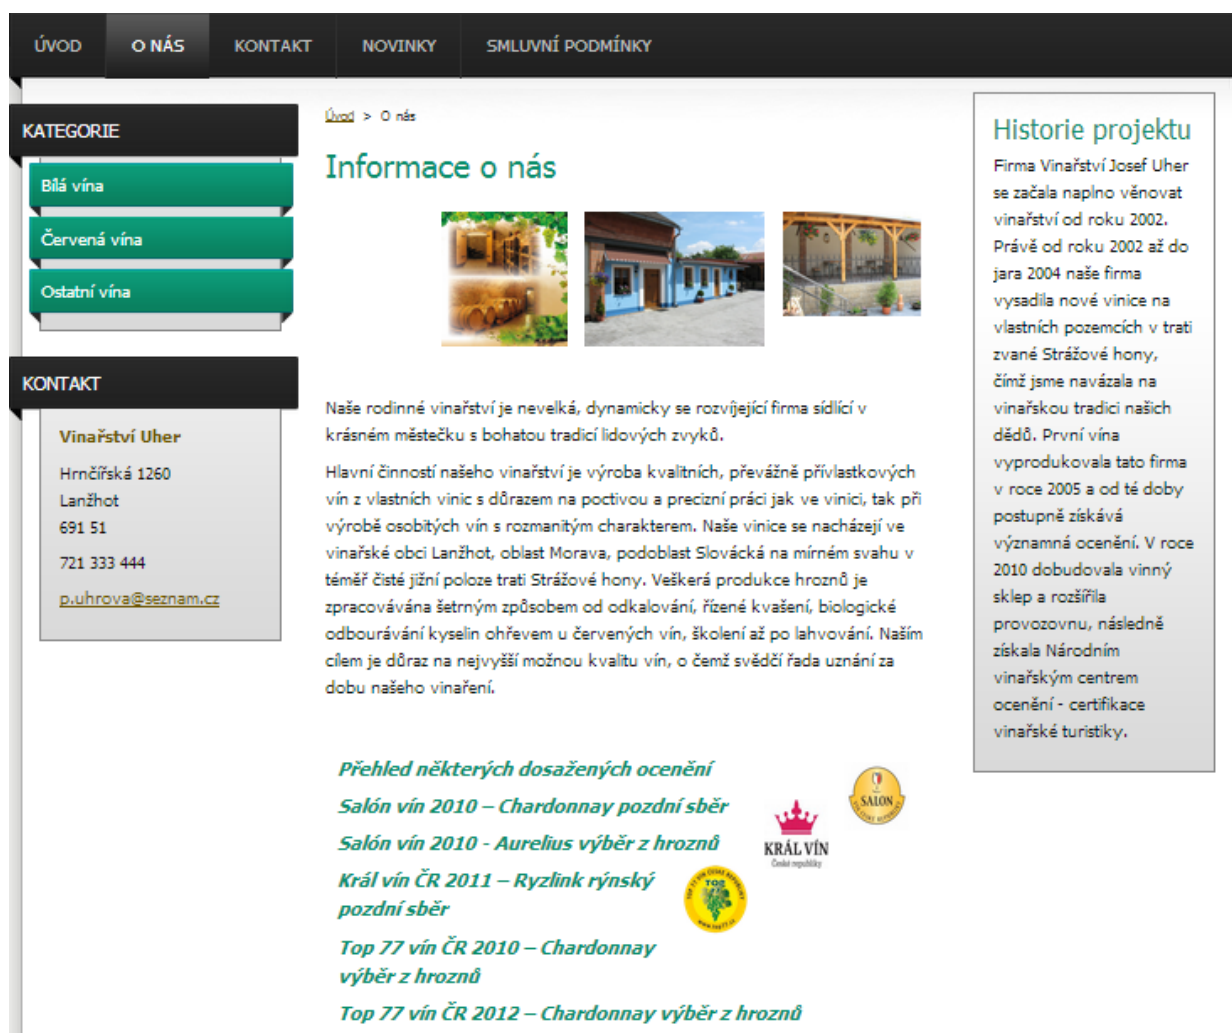 ÚVOD
O NÁS
KONTAKT
NOVINKY
SMLUVNÍ PODMÍNKY
KATEGORIE
Bílá vína
Červená vína
Ostatní vína
KONTAKT
Vinařství Uher
Hrnčířská 1260
Lanžhot
691 51
721 333 444
p.uhrova@seznam.cz
Úvod > O nás
Informace o nás
Naše rodinné vinařství je nevelká, dynamicky se rozvíjející firma sídlící v
krásném městečku s bohatou tradicí lidových zvyků.
Hlavní činností našeho vinařství je výroba kvalitních, převážně přívlastkových
vín z vlastních vinic s důrazem na poctivou a precizní práci jak ve vinici, tak při
výrobě osobitých vín s rozmanitým charakterem. Naše vinice se nacházejí ve
vinařské obci Lanžhot, oblast Morava, podoblast Slovácká na mírném svahu v
téměř čisté jižní poloze trati Strážové hony. Veškerá produkce hroznů je
zpracovávána šetrným způsobem od odkalování, řízené kvašení, biologické
odbourávání kyselin ohřevem u červených vín, školení až po lahvování. Naším
cílem je důraz na nejvyšší možnou kvalitu vín, o čemž svědčí řada uznání za
dobu našeho vinaření.
Přehled některých dosažených ocenění
Salón vín 2010 – Chardonnay pozdní sběr
Salón vín 2010 - Aurelius výběr z hroznů
Král vín ČR 2011 – Ryzlink rýnský
pozdní sběr
Top 77 vín ČR 2010 – Chardonnay
výběr z hroznů
Top 77 vín ČR 2012 – Chardonnay výběr z hroznů
SALON
KRÁL VÍN
České republiky
TOP 77 VÍN ČESKÉ REPUBLIKY
www.top77.cz
Historie projektu
Firma Vinařství Josef Uher
se začala naplno věnovat
vinařství od roku 2002.
Právě od roku 2002 až do
jara 2004 naše firma
vysadila nové vinice na
vlastních pozemcích v trati
zvané Strážové hony,
čímž jsme navázala na
vinařskou tradici našich
dědů. První vína
vyprodukovala tato firma
v roce 2005 a od té doby
postupně získává
významná ocenění. V roce
2010 dobudovala vinný
sklep a rozšířila
provozovnu, následně
získala Národním
vinařským centrem
ocenění - certifikace
vinařské turistiky.